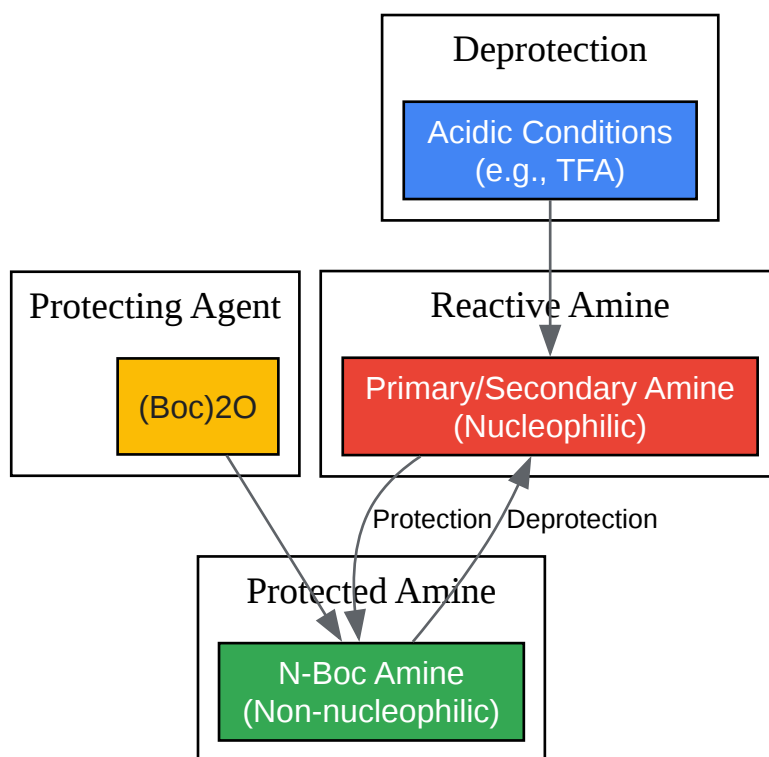 Deprotection
Acidic Conditions
(e.g., TFA)
Protecting Agent
(Boc)2O
Reactive Amine
Primary/Secondary Amine
(Nucleophilic)
Protection
Deprotection
Protected Amine
N-Boc Amine
(Non-nucleophilic)